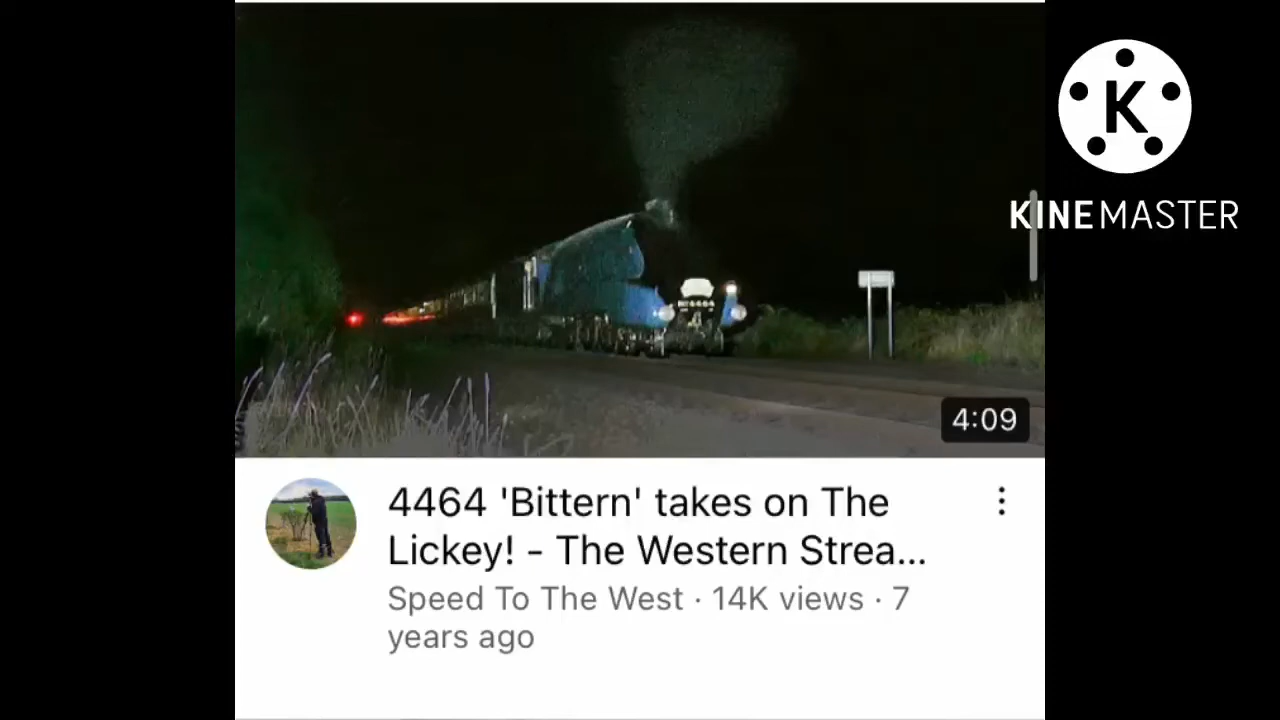 K
KINEMASTER
4:09
4464 'Bittern' takes on The
Lickey! - The Western Strea...
Speed To The West · 14K views · 7
years ago